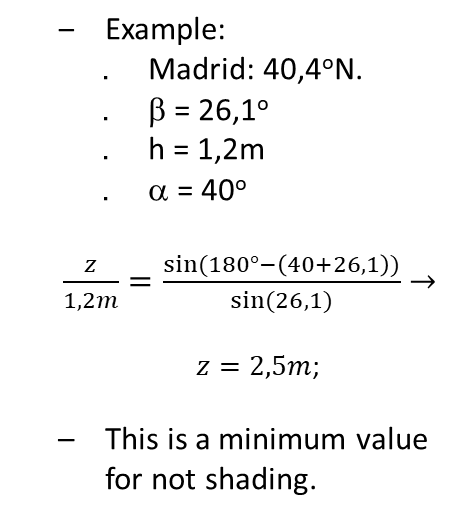 – Example:
. Madrid: 40,4ºN.
. β = 26,1º
. h = 1,2m
. α = 40º
z/1,2m = sin(180°−(40+26,1))/sin(26,1) →
z = 2,5m;
– This is a minimum value
for not shading.